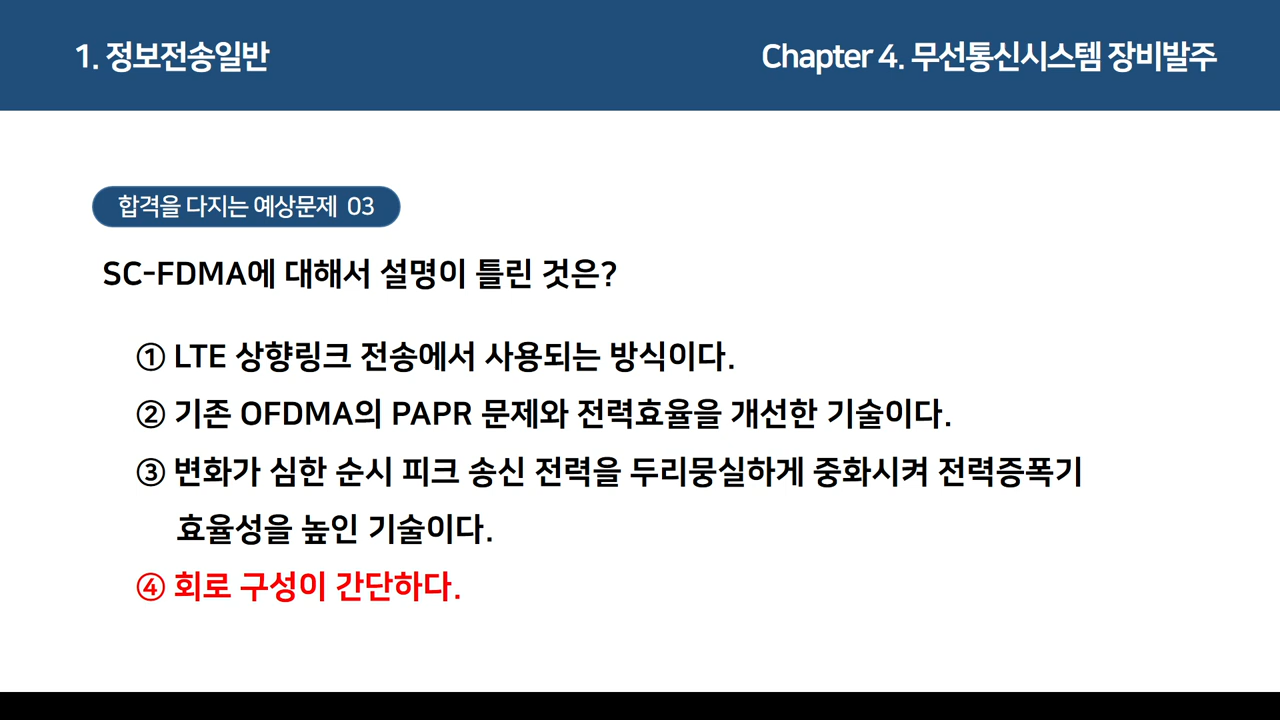 1. 정보전송일반
Chapter 4. 무선통신시스템 장비발주
합격을 다지는 예상문제 03
SC-FDMA에 대해서 설명이 틀린 것은?
① LTE 상향링크 전송에서 사용되는 방식이다.
② 기존 OFDMA의 PAPR 문제와 전력효율을 개선한 기술이다.
③ 변화가 심한 순시 피크 송신 전력을 두리뭉실하게 중화시켜 전력증폭기
효율성을 높인 기술이다.
④ 회로 구성이 간단하다.